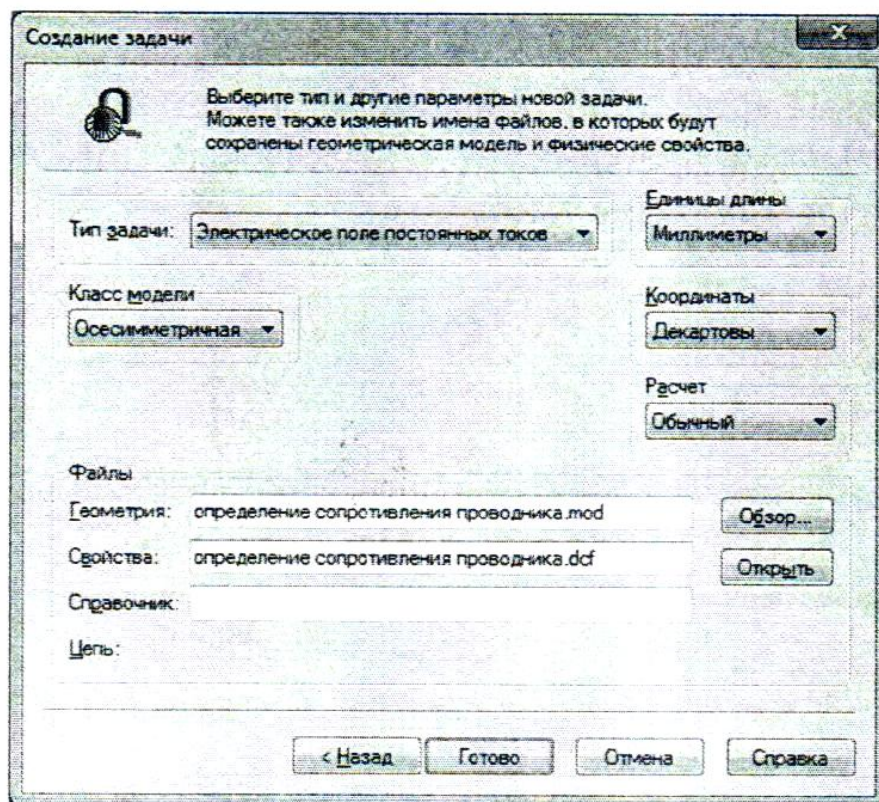 Создание задачи
Выберите тип и другие параметры новой задачи.
Можете также изменить имена файлов, в которых будут
сохранены геометрическая модель и физические свойства.
Тип задачи: Электрическое поле постоянных токов
Единицы длины
Миллиметры
Класс модели
Осесимметричная
Координаты
Декартовы
Расчет
Обычный
Файлы
Геометрия: определение сопротивления проводника.mod
Обзор...
Свойства: определение сопротивления проводника.dcf
Открыть
Справочник:
Цепь:
< Назад Готово Отмена Справка